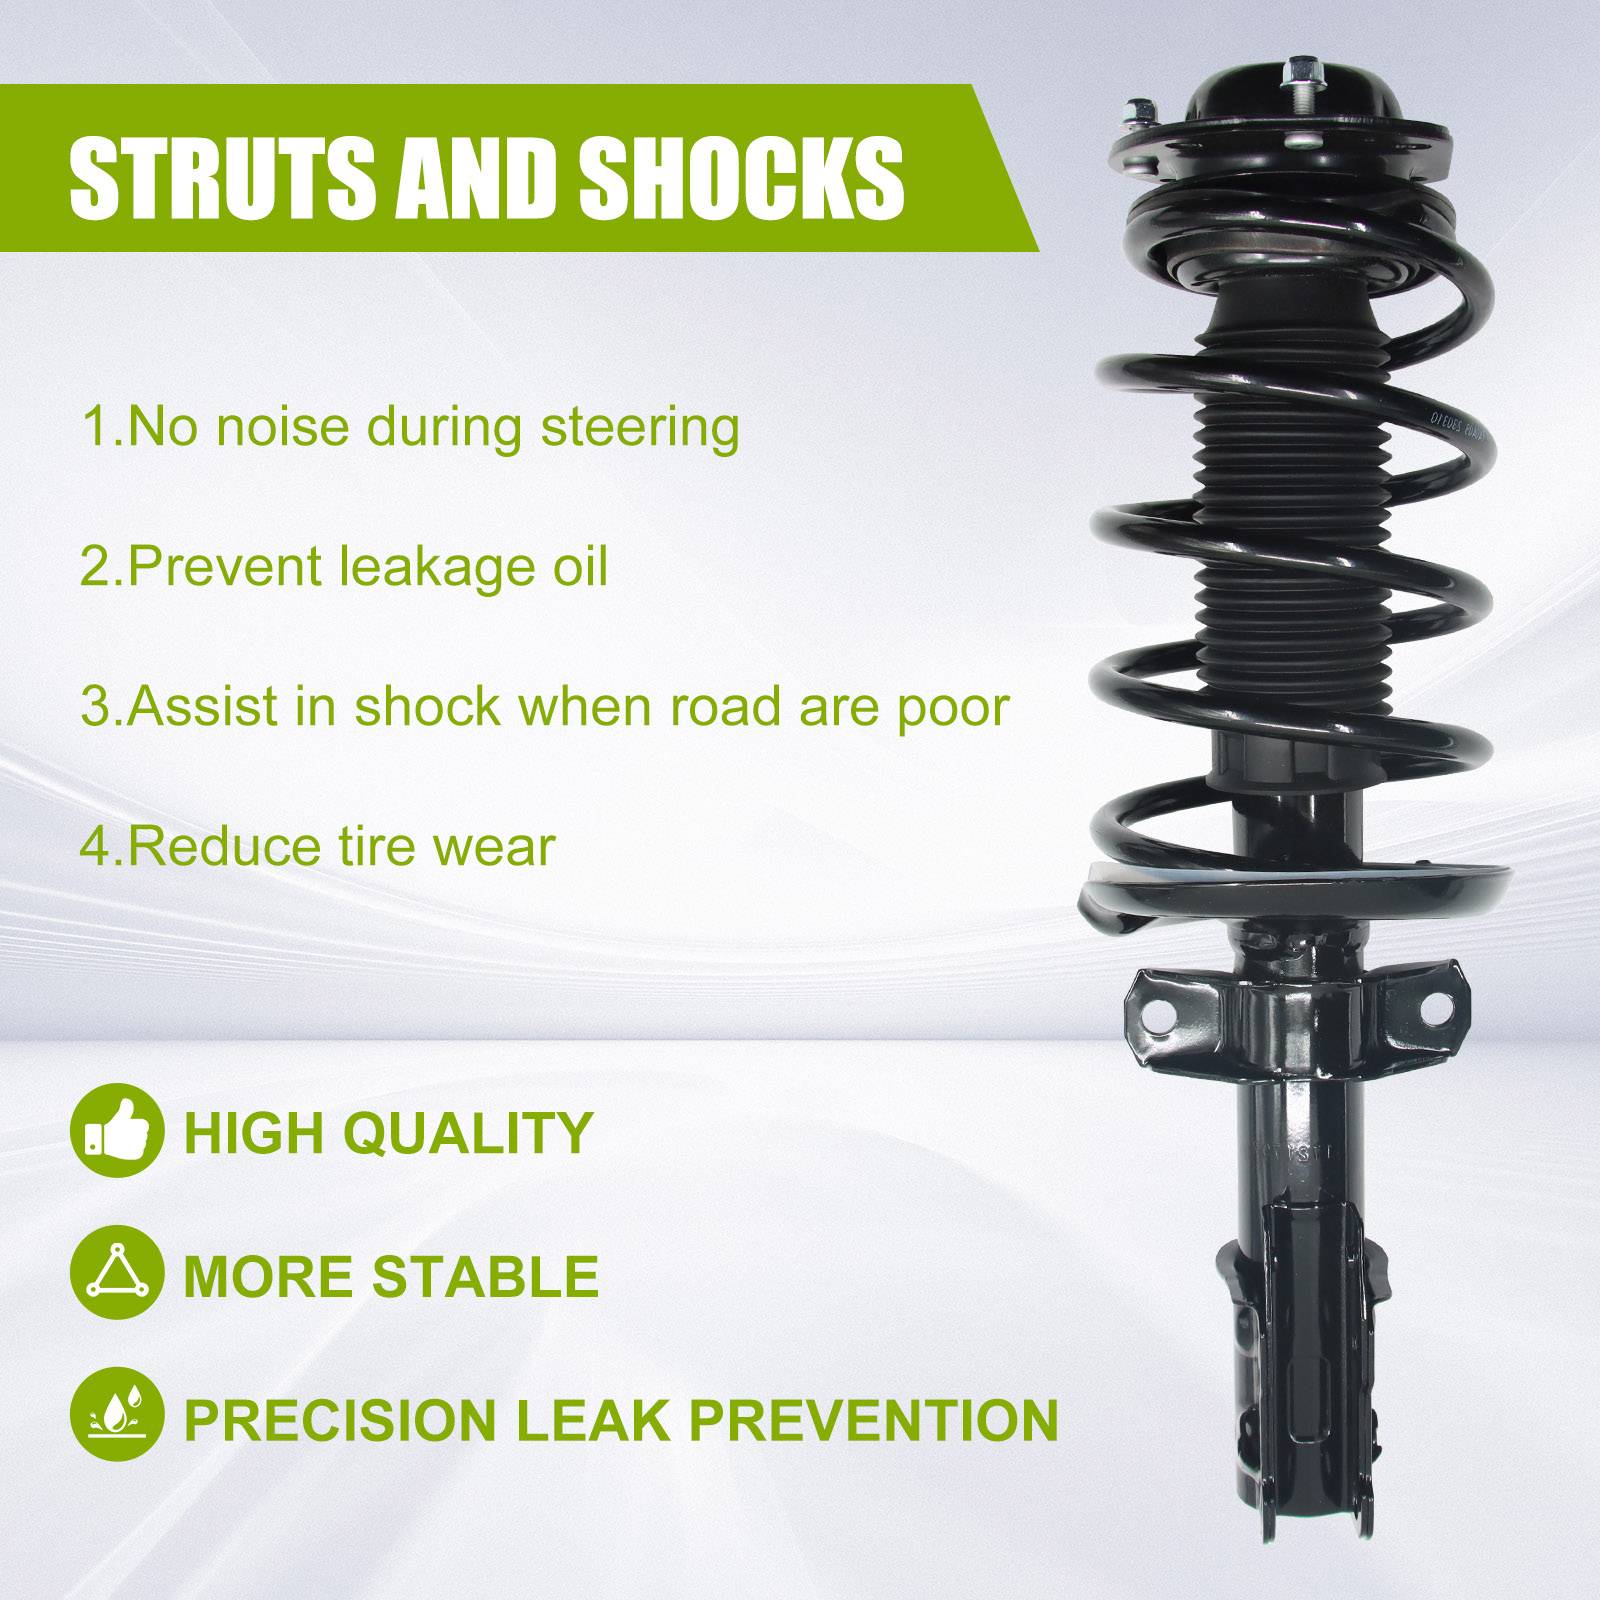 STRUTS AND SHOCKS
1.No noise during steering
2.Prevent leakage oil
3.Assist in shock when road are poor
4.Reduce tire wear
HIGH QUALITY
MORE STABLE
PRECISION LEAK PREVENTION